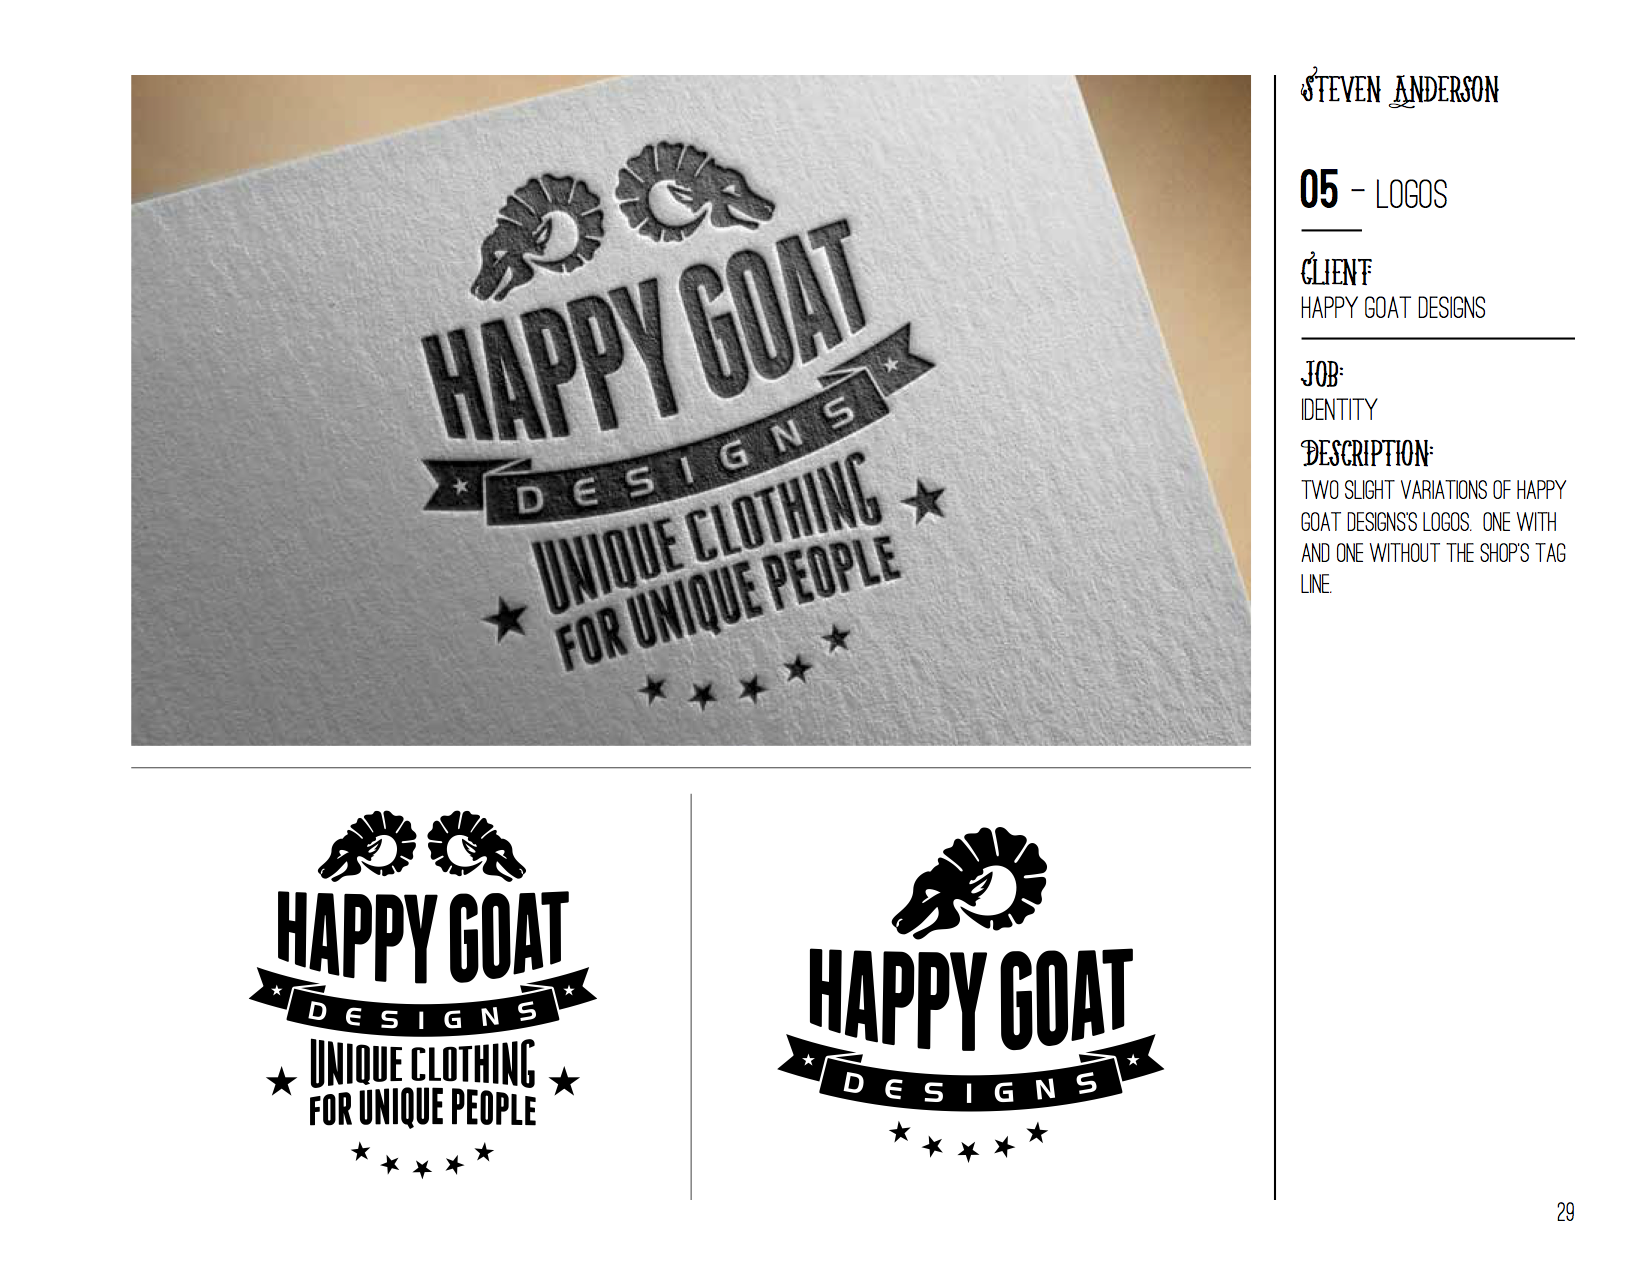 HAPPY GOAT
DESIGNS
UNIQUE CLOTHING
FOR UNIQUE PEOPLE
HAPPY GOAT
DESIGNS
UNIQUE CLOTHING
FOR UNIQUE PEOPLE
HAPPY GOAT
DESIGNS
STEVEN ANDERSON
05 - LOGOS
CLIENT
HAPPY GOAT DESIGNS
JOB:
IDENTITY
DESCRIPTION:
TWO SLIGHT VARIATIONS OF HAPPY
GOAT DESIGNS'S LOGOS. ONE WITH
AND ONE WITHOUT THE SHOP'S TAG
LINE.
29